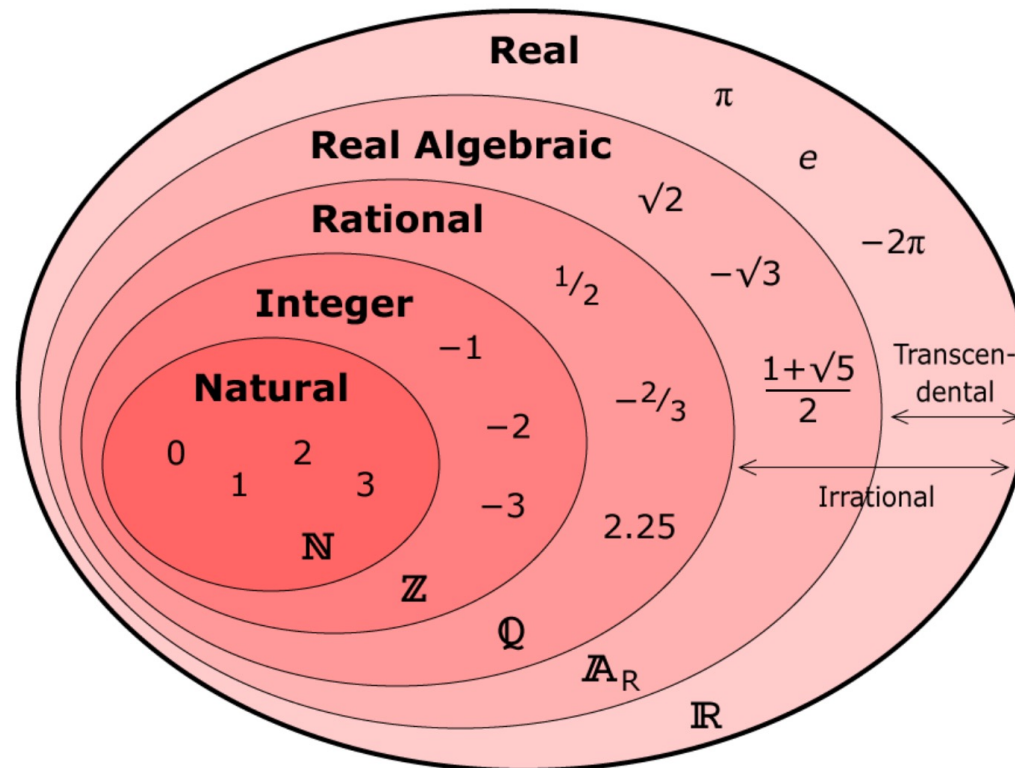 Real
π
Real Algebraic
e
√2
Rational
−2π
−√3
1/2
Integer
−1
Transcen-
dental
1+√5
2
Natural
−2/3
−2
0 2
1 3
Irrational
−3
2.25
ℕ
ℤ
ℚ
𝔸R
ℝ